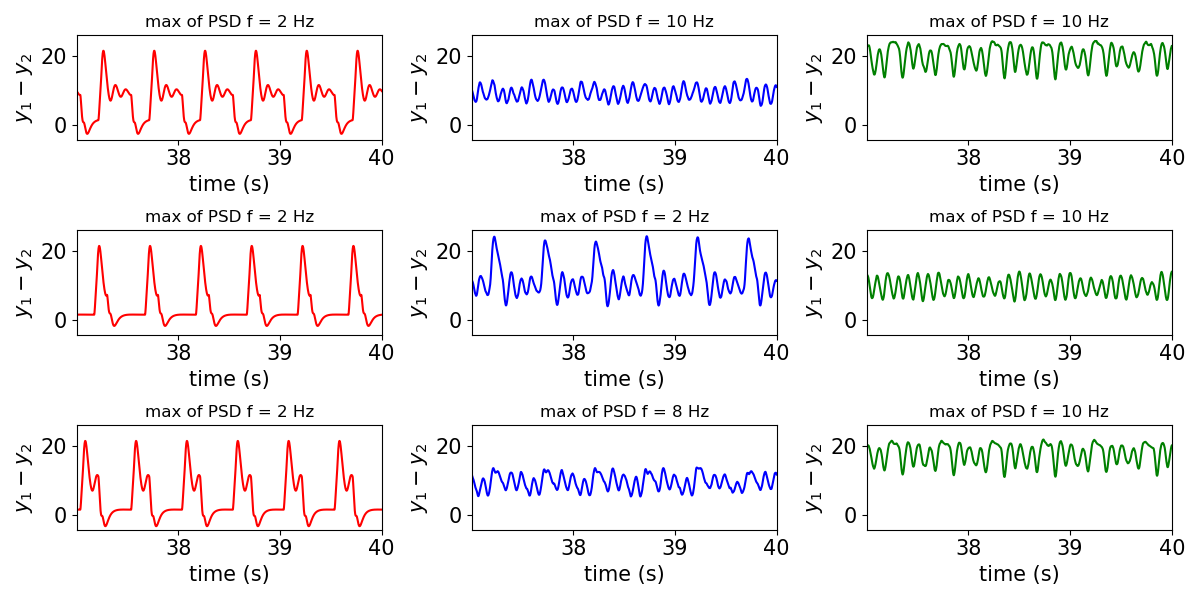 max of PSD f = 2 Hz
max of PSD f = 10 Hz
max of PSD f = 10 Hz
20
0
y₁ − y₂
38 39 40
time (s)
20
0
y₁ − y₂
38 39 40
time (s)
20
0
y₁ − y₂
38 39 40
time (s)
max of PSD f = 2 Hz
max of PSD f = 2 Hz
max of PSD f = 10 Hz
20
0
y₁ − y₂
38 39 40
time (s)
20
0
y₁ − y₂
38 39 40
time (s)
20
0
y₁ − y₂
38 39 40
time (s)
max of PSD f = 2 Hz
max of PSD f = 8 Hz
max of PSD f = 10 Hz
20
0
y₁ − y₂
38 39 40
time (s)
20
0
y₁ − y₂
38 39 40
time (s)
20
0
y₁ − y₂
38 39 40
time (s)